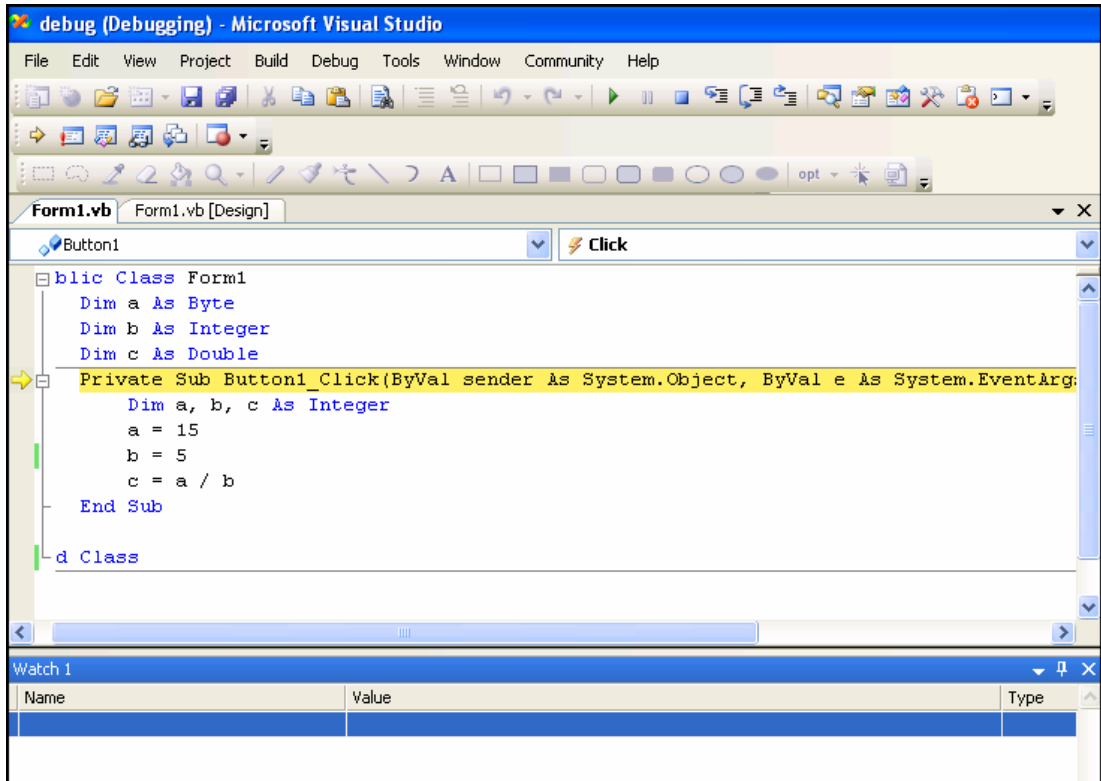 debug (Debugging) - Microsoft Visual Studio
File Edit View Project Build Debug Tools Window Community Help
A opt
Form1.vb Form1.vb [Design]
Button1 Click
blic Class Form1
Dim a As Byte
Dim b As Integer
Dim c As Double
Private Sub Button1_Click(ByVal sender As System.Object, ByVal e As System.EventArg
Dim a, b, c As Integer
a = 15
b = 5
c = a / b
End Sub
d Class
Watch 1
Name Value Type